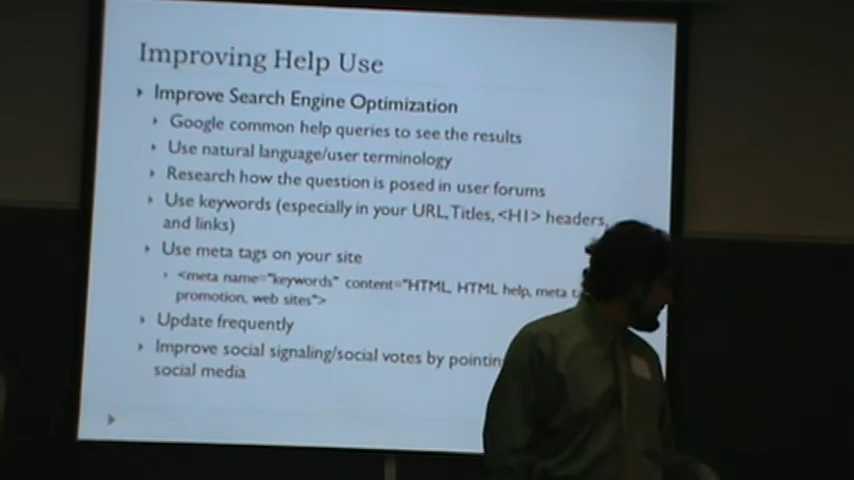 Improving Help Use
Improve Search Engine Optimization
Google common help queries to see the results
Use natural language/user terminology
Research how the question is posed in user forums
Use keywords (especially in your URL, Titles, <H1> headers,
and links)
Use meta tags on your site
<meta name="keywords" content="HTML, HTML help, meta
promotion, web sites">
Update frequently
Improve social signaling/social votes by
social media